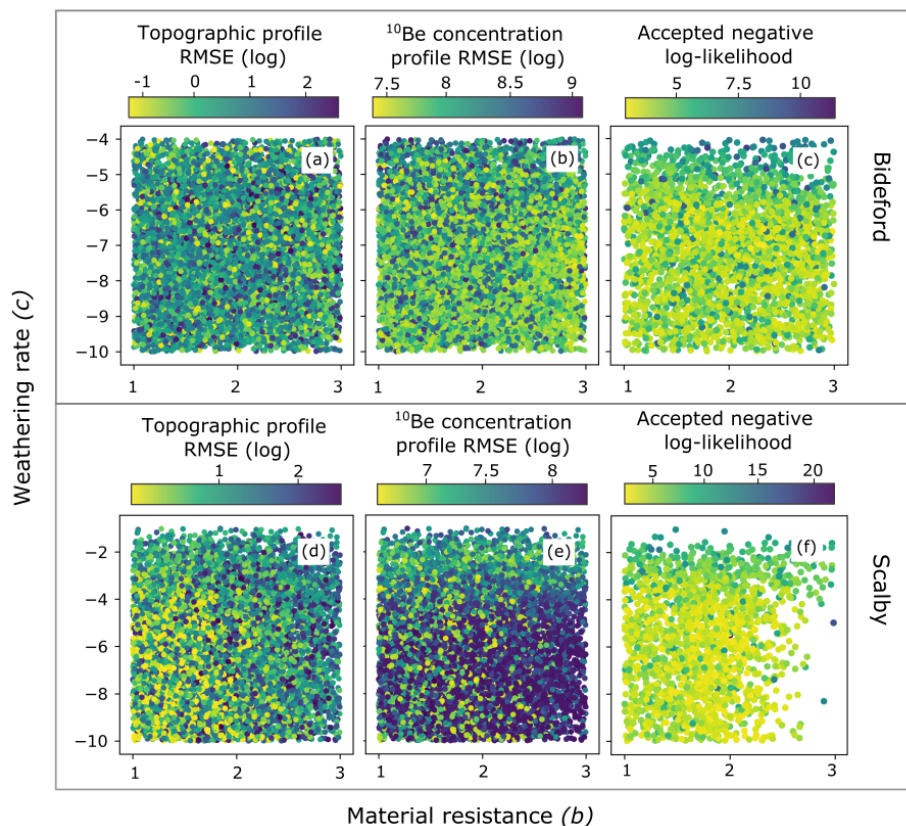 Topographic profile
RMSE (log)
-1 0 1 2
¹⁰Be concentration
profile RMSE (log)
7.5 8 8.5 9
Accepted negative
log-likelihood
5 7.5 10
−4
−5
−6
−7
−8
−9
−10
(a)
(b)
(c)
1 2 3
1 2 3
1 2 3
Bideford
Weathering rate (c)
Topographic profile
RMSE (log)
1 2
¹⁰Be concentration
profile RMSE (log)
7 7.5 8
Accepted negative
log-likelihood
5 10 15 20
−2
−4
−6
−8
−10
(d)
(e)
(f)
1 2 3
1 2 3
1 2 3
Scalby
Material resistance (b)